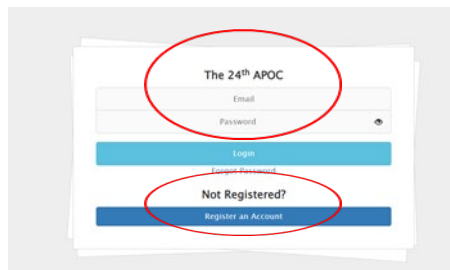 The 24th APOC
Email
Password
Login
Forgot Password
Not Registered?
Register an Account